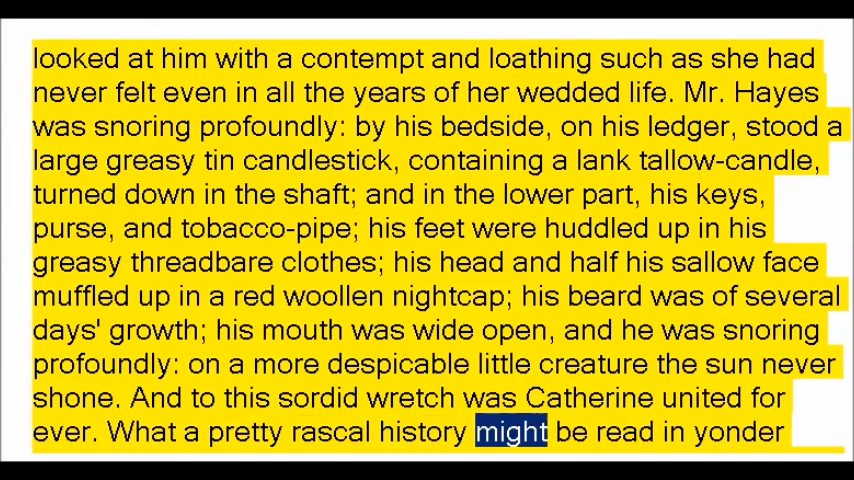 looked at him with a contempt and loathing such as she had
never felt even in all the years of her wedded life. Mr. Hayes
was snoring profoundly: by his bedside, on his ledger, stood a
large greasy tin candlestick, containing a lank tallow-candle,
turned down in the shaft; and in the lower part, his keys,
purse, and tobacco-pipe; his feet were huddled up in his
greasy threadbare clothes; his head and half his sallow face
muffled up in a red woollen nightcap; his beard was of several
days' growth; his mouth was wide open, and he was snoring
profoundly: on a more despicable little creature the sun never
shone. And to this sordid wretch was Catherine united for
ever. What a pretty rascal history might be read in yonder